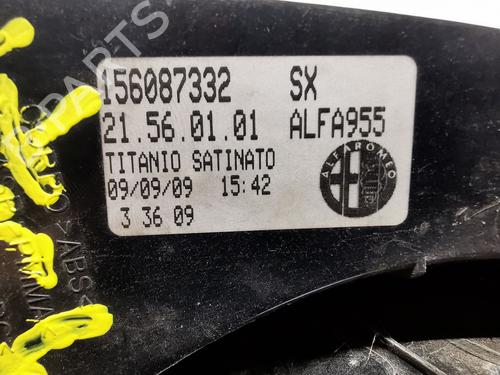 156087332 SX
21.56.01.01 ALFA955
TITANIO SATINATO
09/09/09 15:42
3 36 09
ALFA ROMEO
>ABS<